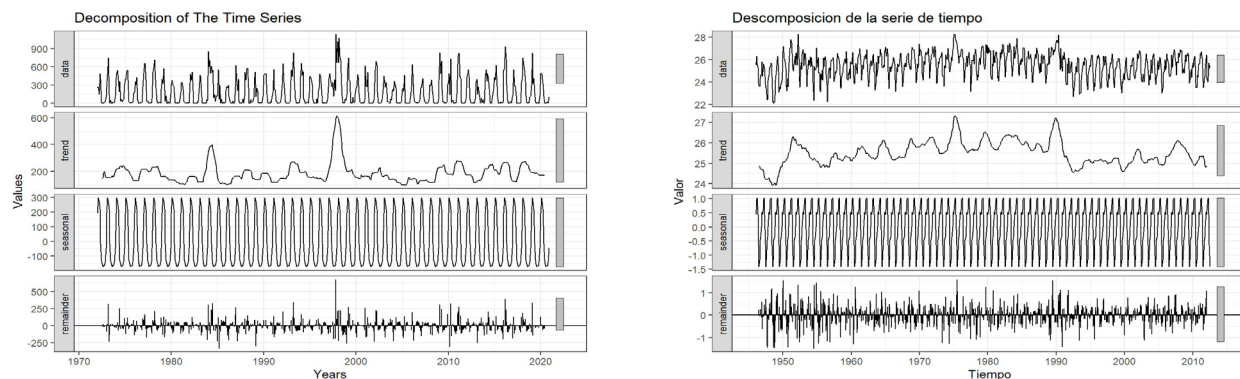 Decomposition of The Time Series
900
600
300
0
data
600
400
200
trend
300
200
100
0
-100
seasonal
500
250
0
-250
remainder
Values
1970 1980 1990 2000 2010 2020
Years
Descomposicion de la serie de tiempo
28
26
24
22
data
27
26
25
24
trend
1.0
0.5
0.0
-0.5
-1.0
-1.5
seasonal
1
0
-1
remainder
Valor
1950 1960 1970 1980 1990 2000 2010
Tiempo